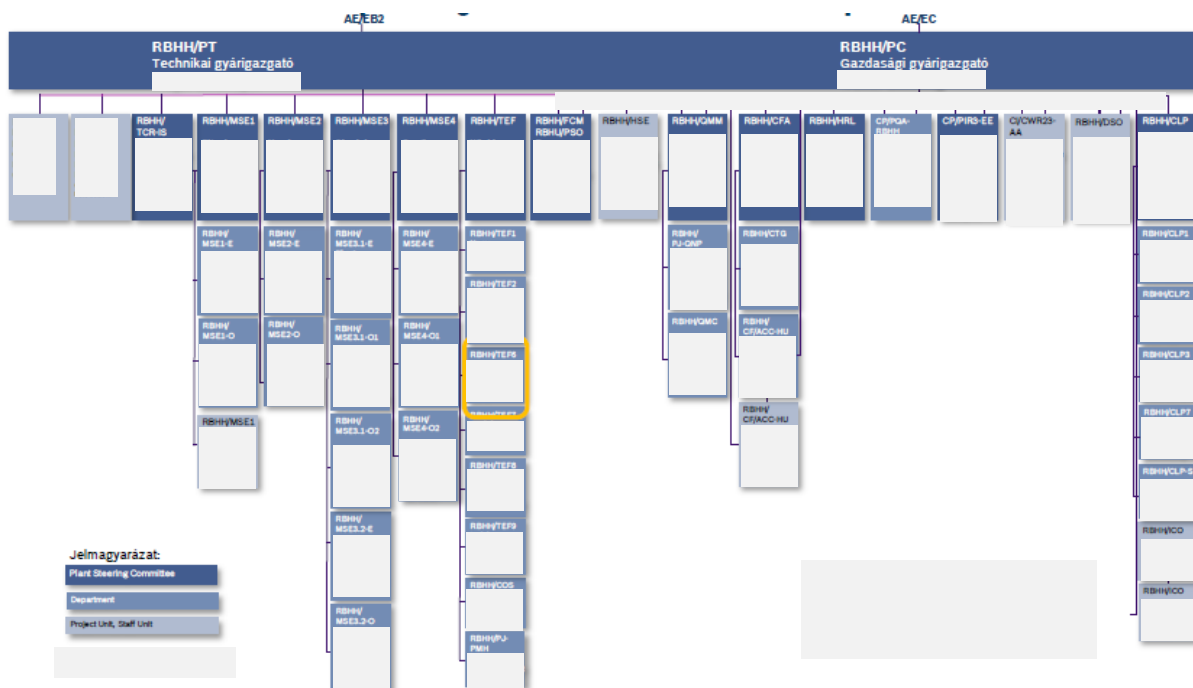 AE/EB2
AE/EC
RBHH/PT
Technikai gyárigazgató
RBHH/PC
Gazdasági gyárigazgató
RBHH/
TCR-IS
RBHH/MSE1
RBHH/MSE2
RBHH/MSE3
RBHH/MSE4
RBHH/TEF
RBHH/FCM
RBHU/PSO
RBHH/HSE
RBHH/QMM
RBHH/CFA
RBHH/HRL
CP/PQA-
RBHH
CP/PIR3-EE
CI/CWR23-
AA
RBHH/DSO
RBHH/CLP
RBHH/
MSE1-E
RBHH/
MSE2-E
RBHH/
MSE3.1-E
RBHH/
MSE4-E
RBHH/TEF1
RBHH/
PJ-QNP
RBHH/CTG
RBHH/CLP1
RBHH/TEF2
RBHH/CLP2
RBHH/
MSE1-O
RBHH/
MSE2-O
RBHH/
MSE3.1-O1
RBHH/
MSE4-O1
RBHH/QMC
RBHH/
CF/ACC-HU
RBHH/TEF6
RBHH/CLP3
RBHH/MSE1
RBHH/
MSE3.1-O2
RBHH/
MSE4-O2
RBHH/
CF/ACC-HU
RBHH/CLP7
RBHH/TEF8
RBHH/CLP-S
RBHH/
MSE3.2-E
RBHH/TEF9
RBHH/ICO
Jelmagyarázat:
Plant Steering Committee
Department
Project Unit, Staff Unit
RBHH/COS
RBHH/ICO
RBHH/
MSE3.2-O
RBHH/PJ-
PMH